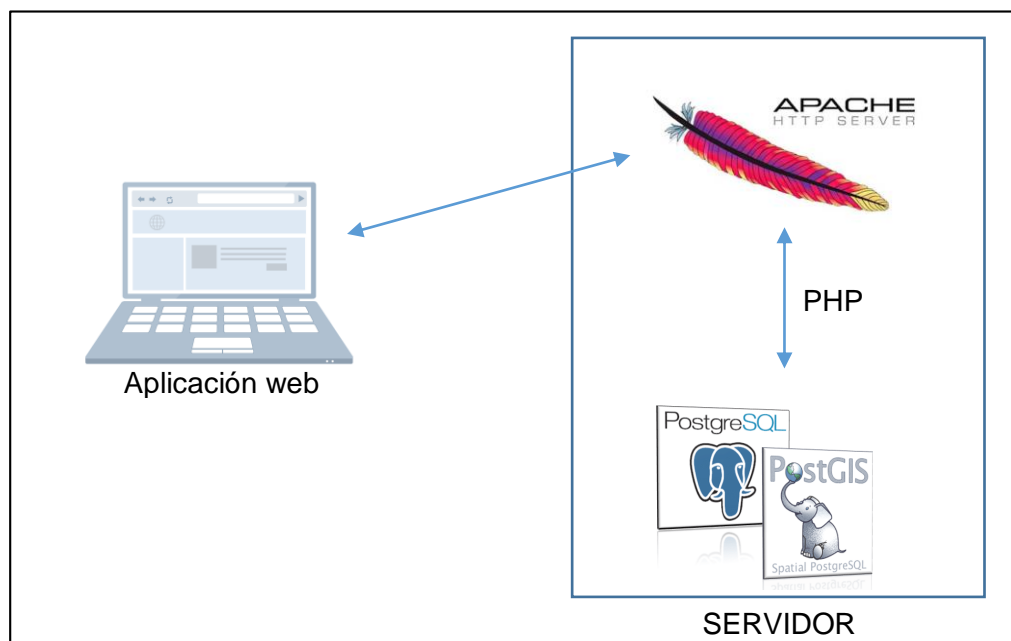 APACHE
HTTP SERVER
Aplicación web
PHP
PostgreSQL
PostGIS
Spatial PostgreSQL
SERVIDOR